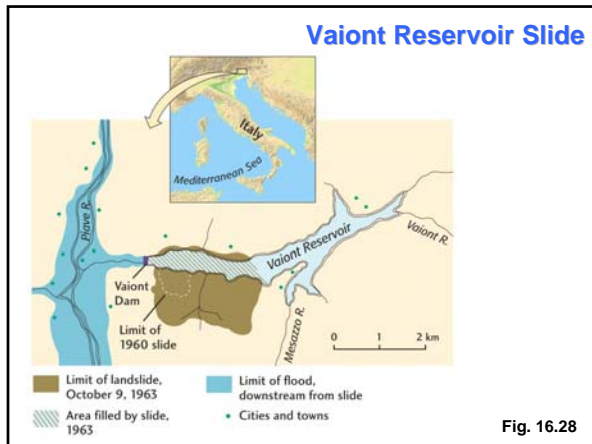 Vaiont Reservoir Slide
Italy
Mediterranean Sea
Piave R.
Vaiont Reservoir
Vaiont R.
Vaiont
Dam
Limit of
1960 slide
Mesazzo R.
0 1 2 km
Limit of landslide,
October 9, 1963
Limit of flood,
downstream from slide
Area filled by slide,
1963
Cities and towns
Fig. 16.28